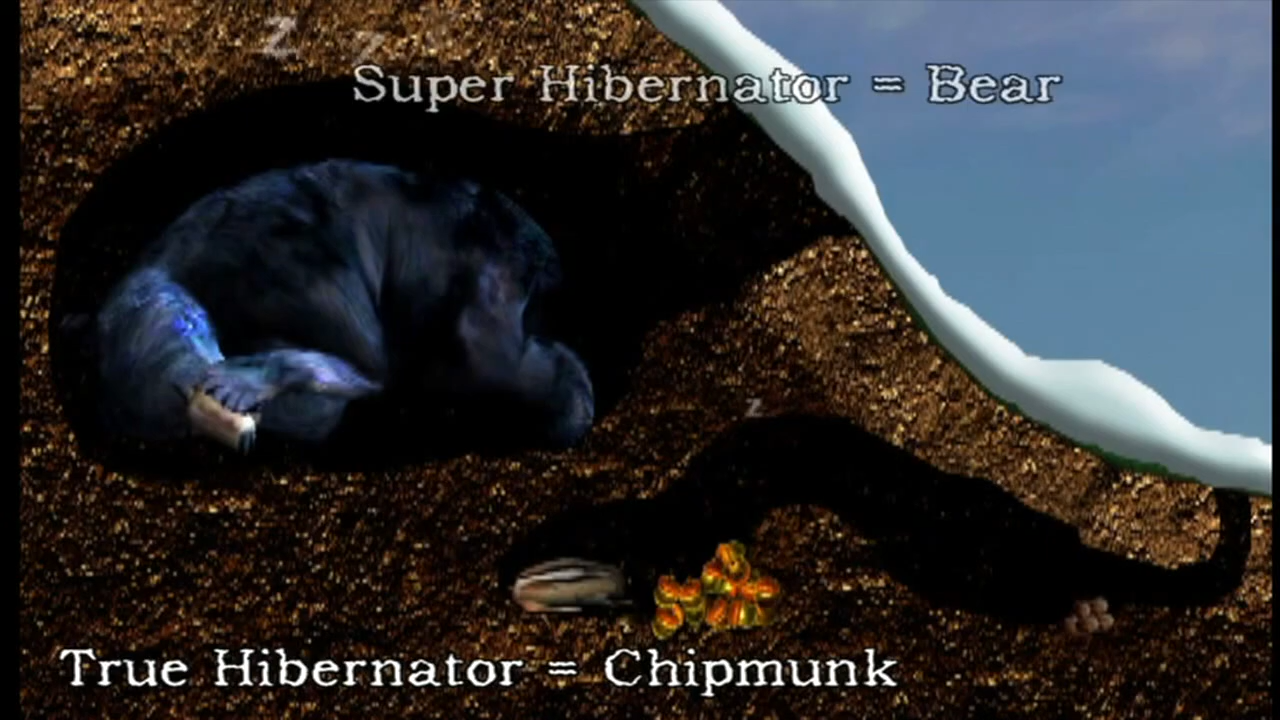 Z
Z
Super Hibernator = Bear
z
True Hibernator = Chipmunk